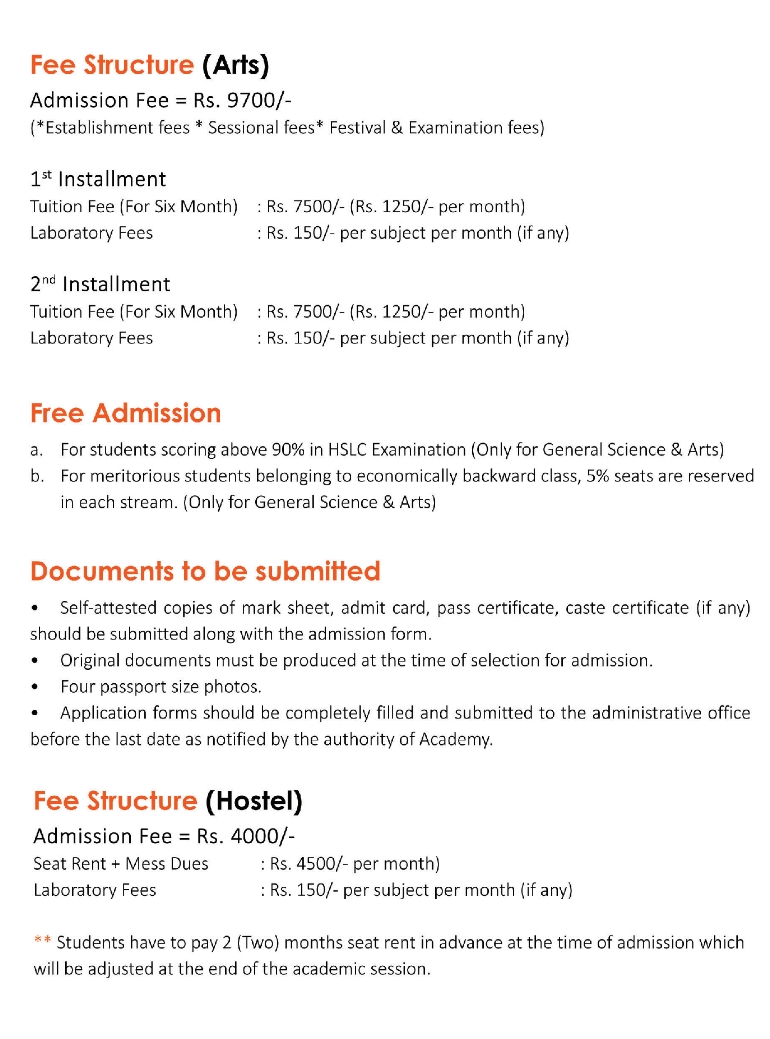 Fee Structure (Arts)
Admission Fee = Rs. 9700/-
(*Establishment fees * Sessional fees* Festival & Examination fees)
1st Installment
Tuition Fee (For Six Month) : Rs. 7500/- (Rs. 1250/- per month)
Laboratory Fees : Rs. 150/- per subject per month (if any)
2nd Installment
Tuition Fee (For Six Month) : Rs. 7500/- (Rs. 1250/- per month)
Laboratory Fees : Rs. 150/- per subject per month (if any)
Free Admission
a. For students scoring above 90% in HSLC Examination (Only for General Science & Arts)
b. For meritorious students belonging to economically backward class, 5% seats are reserved
in each stream. (Only for General Science & Arts)
Documents to be submitted
• Self-attested copies of mark sheet, admit card, pass certificate, caste certificate (if any)
should be submitted along with the admission form.
• Original documents must be produced at the time of selection for admission.
• Four passport size photos.
• Application forms should be completely filled and submitted to the administrative office
before the last date as notified by the authority of Academy.
Fee Structure (Hostel)
Admission Fee = Rs. 4000/-
Seat Rent + Mess Dues : Rs. 4500/- per month)
Laboratory Fees : Rs. 150/- per subject per month (if any)
** Students have to pay 2 (Two) months seat rent in advance at the time of admission which
will be adjusted at the end of the academic session.